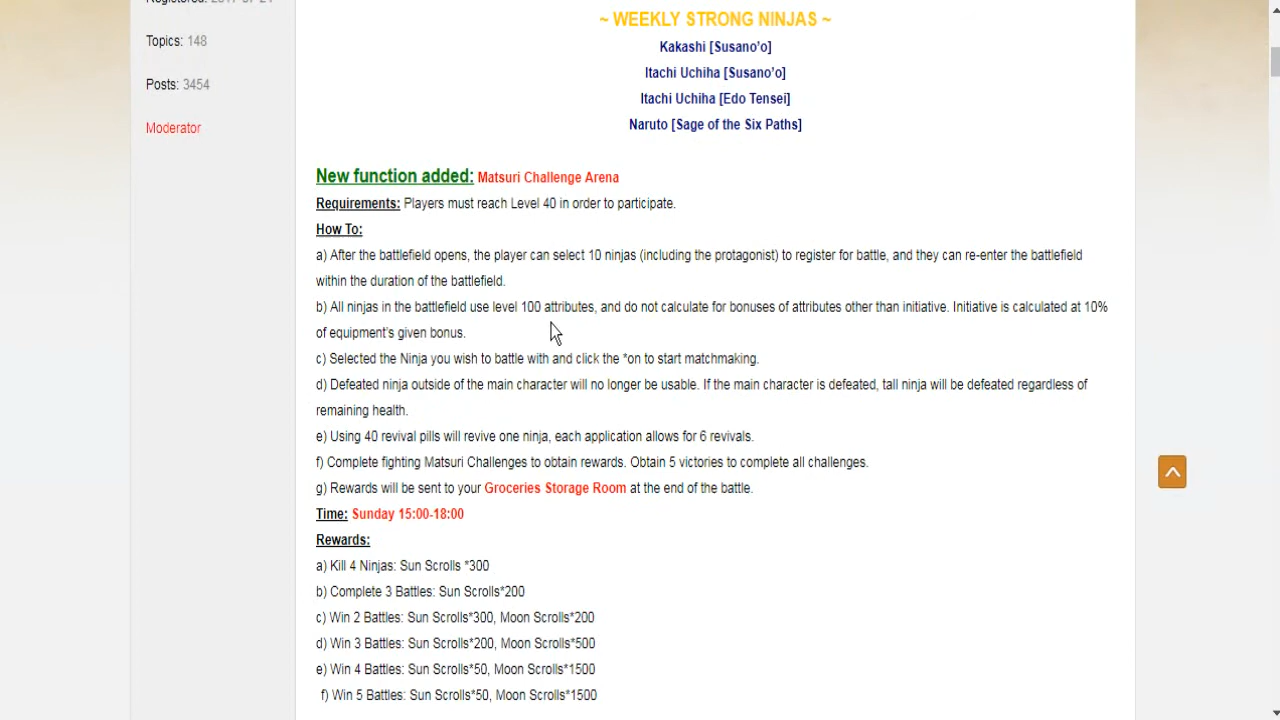 ~ WEEKLY STRONG NINJAS ~
Topics: 148
Kakashi [Susano'o]
Itachi Uchiha [Susano'o]
Posts: 3454
Itachi Uchiha [Edo Tensei]
Moderator
Naruto [Sage of the Six Paths]
New function added: Matsuri Challenge Arena
Requirements: Players must reach Level 40 in order to participate.
How To:
a) After the battlefield opens, the player can select 10 ninjas (including the protagonist) to register for battle, and they can re-enter the battlefield
within the duration of the battlefield.
b) All ninjas in the battlefield use level 100 attributes, and do not calculate for bonuses of attributes other than initiative. Initiative is calculated at 10%
of equipment's given bonus.
c) Selected the Ninja you wish to battle with and click the *on to start matchmaking.
d) Defeated ninja outside of the main character will no longer be usable. If the main character is defeated, tall ninja will be defeated regardless of
remaining health.
e) Using 40 revival pills will revive one ninja, each application allows for 6 revivals.
f) Complete fighting Matsuri Challenges to obtain rewards. Obtain 5 victories to complete all challenges.
g) Rewards will be sent to your Groceries Storage Room at the end of the battle.
Time: Sunday 15:00-18:00
Rewards:
a) Kill 4 Ninjas: Sun Scrolls *300
b) Complete 3 Battles: Sun Scrolls*200
c) Win 2 Battles: Sun Scrolls*300, Moon Scrolls*200
d) Win 3 Battles: Sun Scrolls*200, Moon Scrolls*500
e) Win 4 Battles: Sun Scrolls*50, Moon Scrolls*1500
f) Win 5 Battles: Sun Scrolls*50, Moon Scrolls*1500